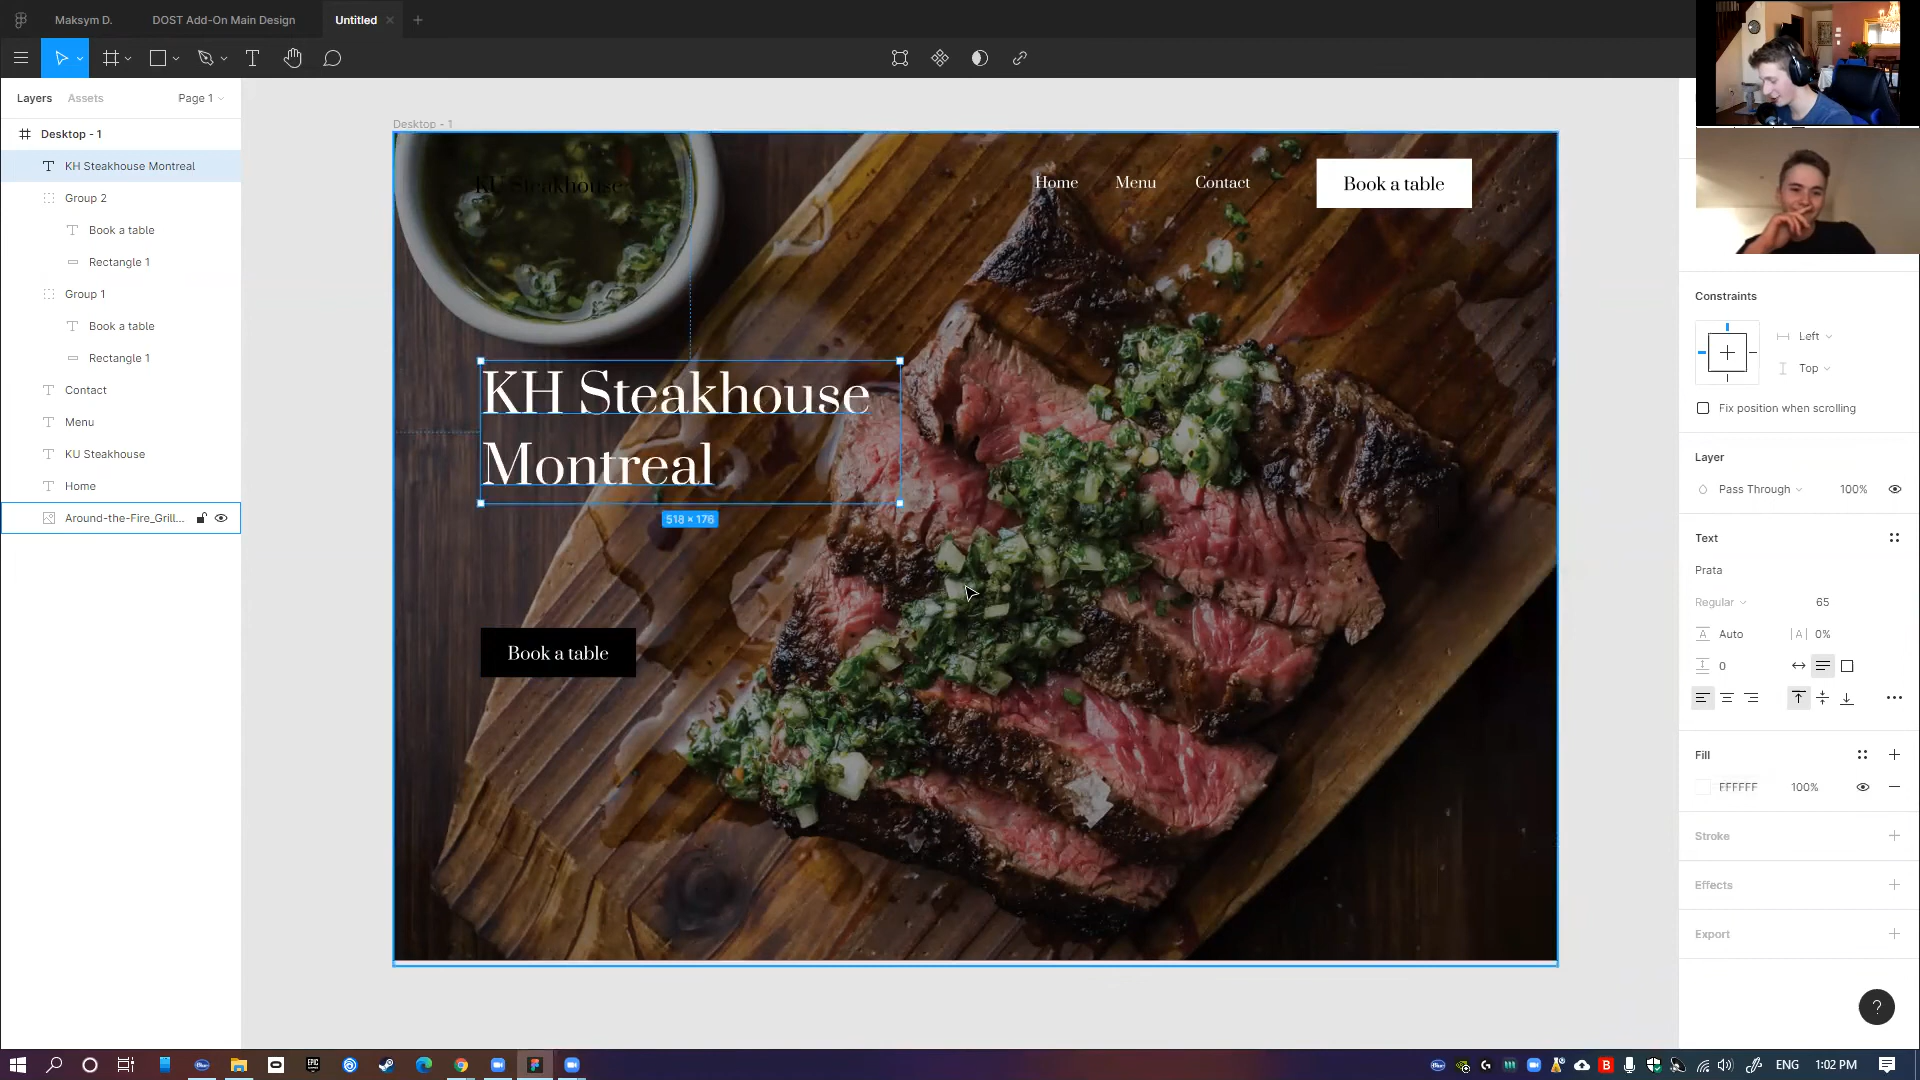 Maksym D.
DOST Add-On Main Design
Untitled
Layers
Assets
Page 1
Desktop - 1
KH Steakhouse Montreal
Group 2
Book a table
Rectangle 1
Group 1
Book a table
Rectangle 1
Contact
Menu
KU Steakhouse
Home
Around-the-Fire_Grill...
Desktop - 1
KU Steakhouse
Home
Menu
Contact
Book a table
KH Steakhouse
Montreal
518 × 176
Book a table
Constraints
Left
Top
Fix position when scrolling
Layer
Pass Through
100%
Text
Prata
Regular
65
Auto
0%
0
Fill
FFFFFF
100%
Stroke
Effects
Export
?
ENG
1:02 PM